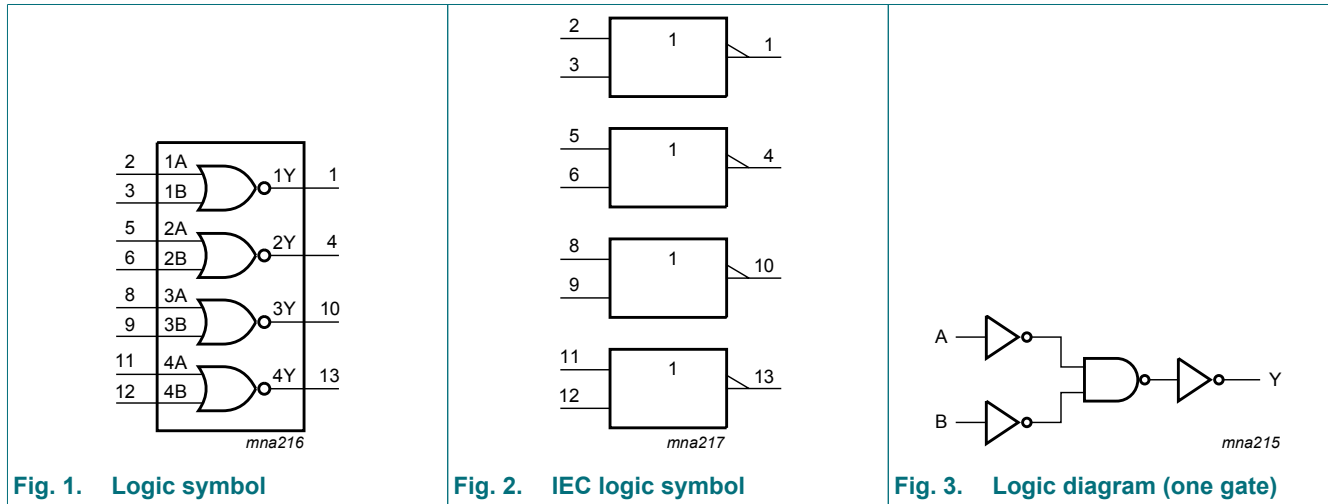 2 1A 1Y 1
3 1B
5 2A 2Y 4
6 2B
8 3A 3Y 10
9 3B
11 4A 4Y 13
12 4B
mna216
Fig. 1. Logic symbol
2 1 1
3
5 1 4
6
8 1 10
9
11 1 13
12
mna217
Fig. 2. IEC logic symbol
A
Y
B
mna215
Fig. 3. Logic diagram (one gate)